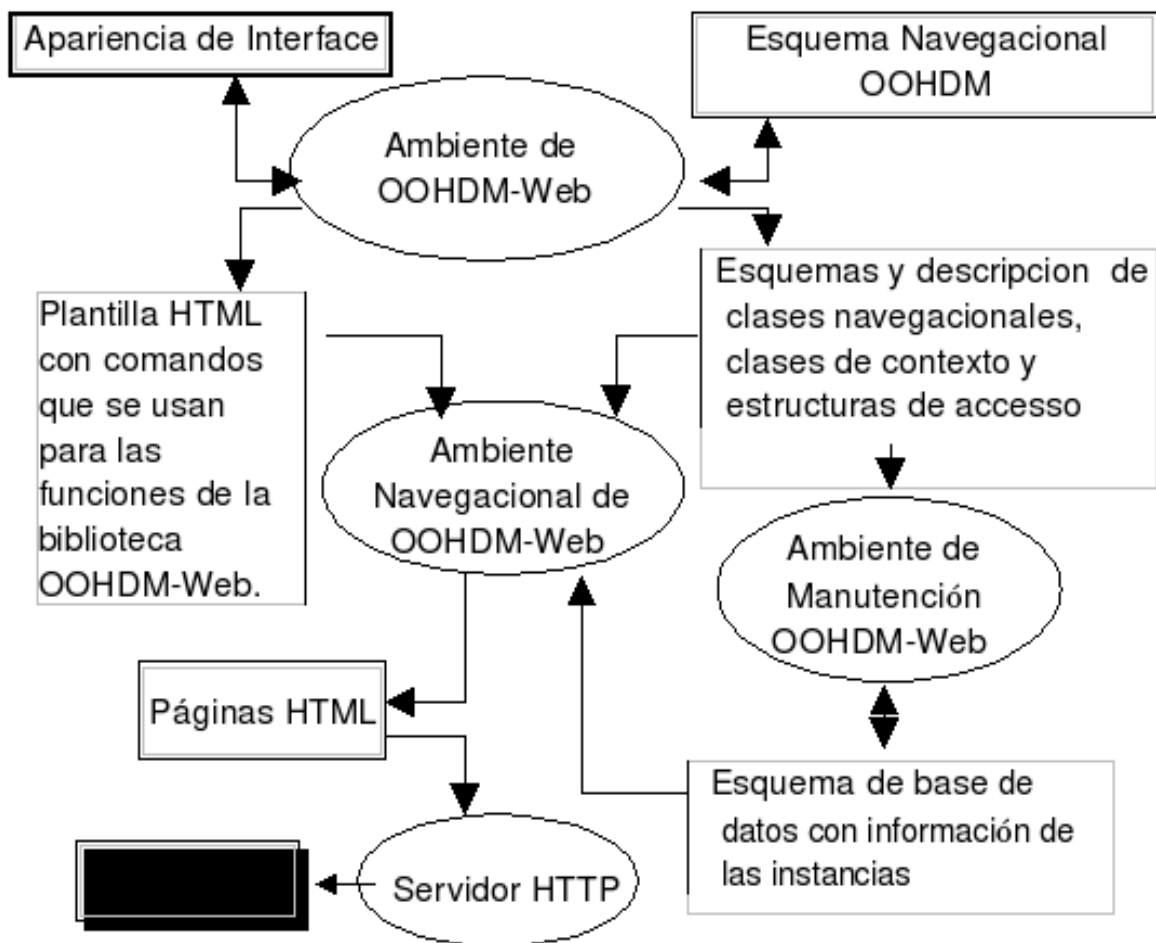 Apariencia de Interface
Esquema Navegacional
OOHDM
Ambiente de
OOHDM-Web
Plantilla HTML
con comandos
que se usan
para las
funciones de la
biblioteca
OOHDM-Web.
Esquemas y descripcion de
clases navegacionales,
clases de contexto y
estructuras de accesso
Ambiente
Navegacional de
OOHDM-Web
Ambiente de
Manutención
OOHDM-Web
Páginas HTML
Esquema de base de
datos con información de
las instancias
Servidor HTTP